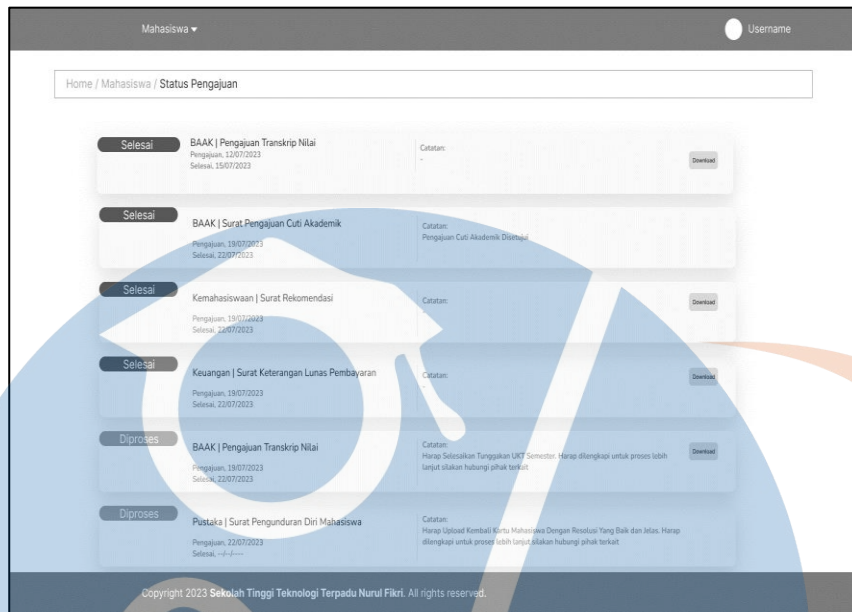 Mahasiswa
Username
Home / Mahasiswa / Status Pengajuan
Selesai
BAAK | Pengajuan Transkrip Nilai
Pengajuan, 12/07/2023
Selesai, 15/07/2023
Catatan:
-
Download
Selesai
BAAK | Surat Pengajuan Cuti Akademik
Pengajuan, 19/07/2023
Selesai, 22/07/2023
Catatan:
Pengajuan Cuti Akademik Disetujui
Selesai
Kemahasiswaan | Surat Rekomendasi
Pengajuan, 19/07/2023
Selesai, 22/07/2023
Catatan:
-
Download
Selesai
Keuangan | Surat Keterangan Lunas Pembayaran
Pengajuan, 19/07/2023
Selesai, 22/07/2023
Catatan:
-
Download
Diproses
BAAK | Pengajuan Transkrip Nilai
Pengajuan, 19/07/2023
Selesai, 22/07/2023
Catatan:
Harap Selesaikan Tunggakan UKT Semester. Harap dilengkapi untuk proses lebih
lanjut silakan hubungi pihak terkait
Download
Diproses
Pustaka | Surat Pengunduran Diri Mahasiswa
Pengajuan, 22/07/2023
Selesai, --/--/----
Catatan:
Harap Upload Kembali Kartu Mahasiswa Dengan Resolusi Yang Baik dan Jelas. Harap
dilengkapi untuk proses lebih lanjut silakan hubungi pihak terkait
Copyright 2023 Sekolah Tinggi Teknologi Terpadu Nurul Fikri. All rights reserved.